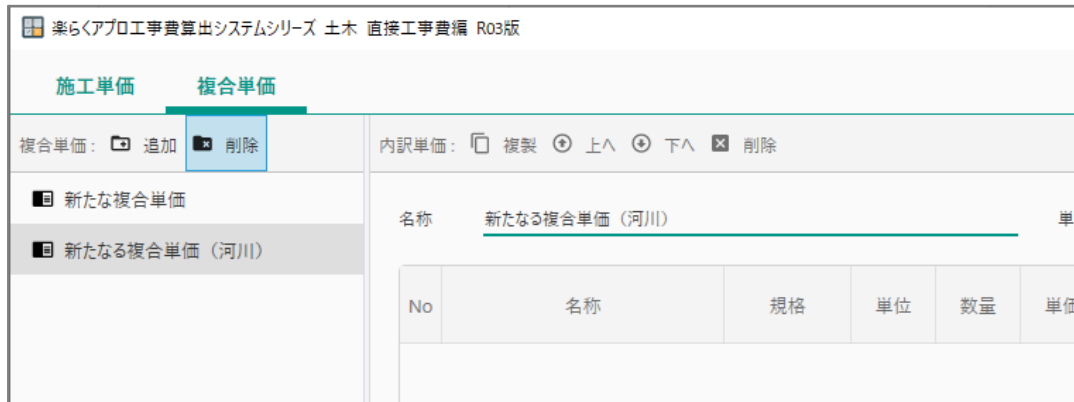 楽らくアプロ工事費算出システムシリーズ 土木 直接工事費編 R03版
施工単価 複合単価
複合単価: 追加 削除 内訳単価: 複製 上へ 下へ 削除
新たな複合単価
名称 新たなる複合単価（河川） 単
新たなる複合単価（河川）
No 名称 規格 単位 数量 単価